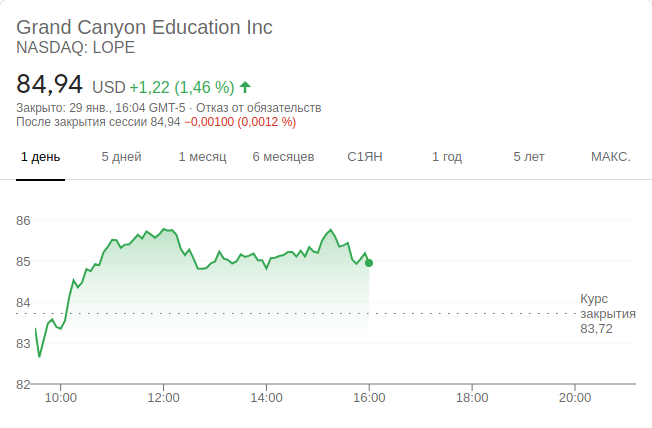 Grand Canyon Education Inc
NASDAQ: LOPE
84,94 USD +1,22 (1,46 %)
Закрыто: 29 янв., 16:04 GMT-5 · Отказ от обязательств
После закрытия сессии 84,94 −0,00100 (0,0012 %)
1 день 5 дней 1 месяц 6 месяцев С1ЯН 1 год 5 лет МАКС.
86
85
84
83
82
Курс
закрытия
83,72
10:00 12:00 14:00 16:00 18:00 20:00